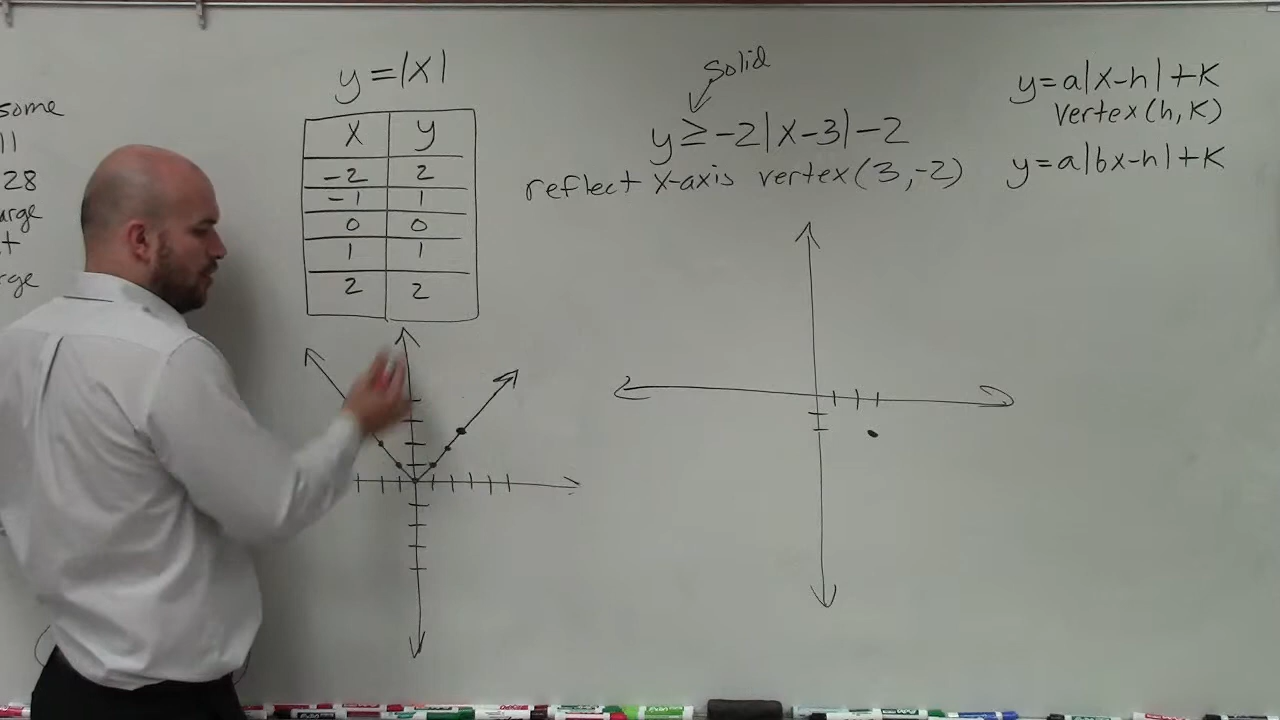 some
11
28
arge
+
rge
y=|x|
x y
-2 2
-1 1
0 0
1 1
2 2
solid
y≥-2|x-3|-2
reflect x-axis vertex(3,-2)
y=a|x-h|+k
vertex(h,k)
y=a|bx-h|+k